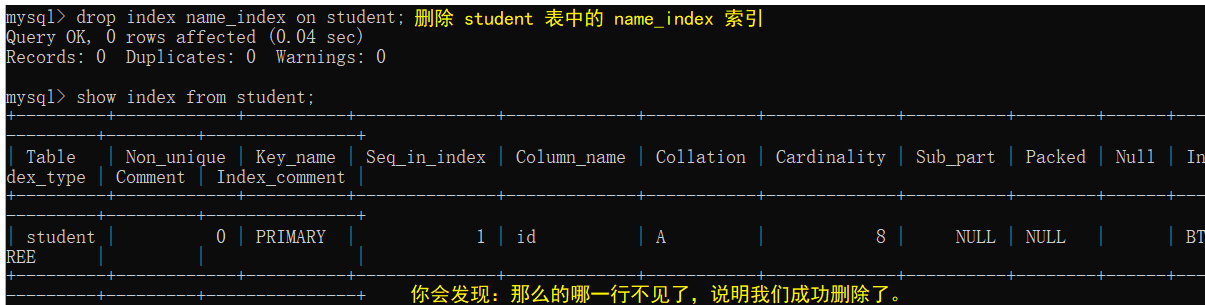 mysql> drop index name_index on student; 删除 student 表中的 name_index 索引
Query OK, 0 rows affected (0.04 sec)
Records: 0  Duplicates: 0  Warnings: 0
mysql> show index from student;
+---------+------------+----------+--------------+-------------+-----------+-------------+----------+--------+------+---
---------+---------+---------------+
| Table   | Non_unique | Key_name | Seq_in_index | Column_name | Collation | Cardinality | Sub_part | Packed | Null | In
dex_type | Comment | Index_comment |
+---------+------------+----------+--------------+-------------+-----------+-------------+----------+--------+------+---
---------+---------+---------------+
| student |          0 | PRIMARY  |            1 | id          | A         |           8 |     NULL | NULL   |      | BT
REE      |         |               |
+---------+------------+----------+--------------+-------------+-----------+-------------+----------+--------+------+---
---------+---------+---------------+ 你会发现：那么的哪一行不见了，说明我们成功删除了。